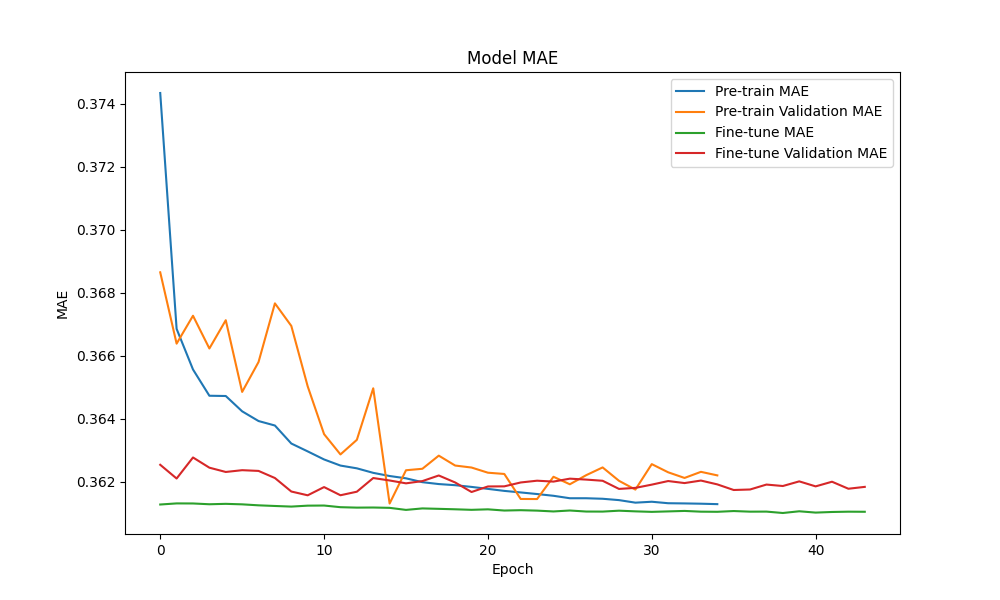 Model MAE
Pre-train MAE
Pre-train Validation MAE
Fine-tune MAE
Fine-tune Validation MAE
0.374
0.372
0.370
0.368
0.366
0.364
0.362
MAE
0 10 20 30 40
Epoch